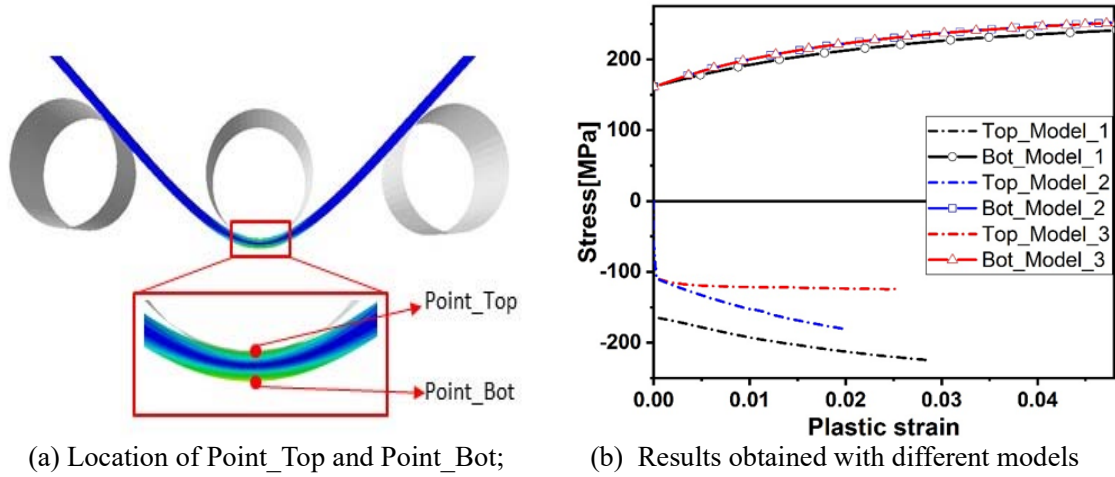 Point_Top
Point_Bot
(a) Location of Point_Top and Point_Bot;
Stress[MPa]
200
100
0
-100
-200
0.00 0.01 0.02 0.03 0.04
Plastic strain
Top_Model_1
Bot_Model_1
Top_Model_2
Bot_Model_2
Top_Model_3
Bot_Model_3
(b) Results obtained with different models